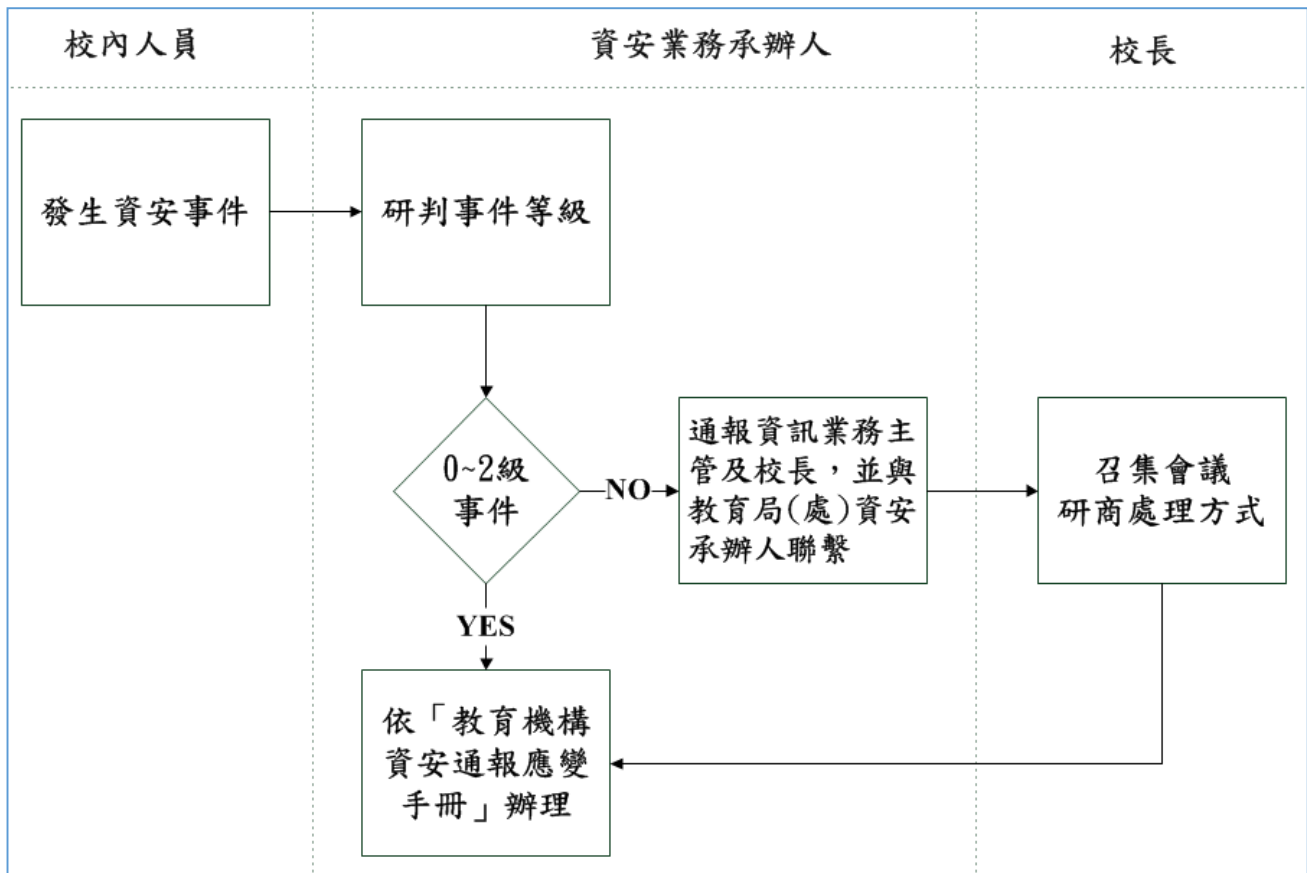 校內人員
資安業務承辦人
校長
發生資安事件
研判事件等級
0~2級
事件
NO
通報資訊業務主
管及校長，並與
教育局(處)資安
承辦人聯繫
召集會議
研商處理方式
YES
依「教育機構
資安通報應變
手冊」辦理